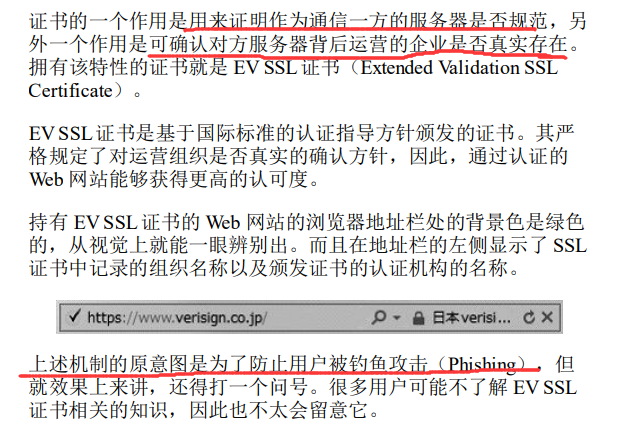 证书的一个作用是用来证明作为通信一方的服务器是否规范，另
外一个作用是可确认对方服务器背后运营的企业是否真实存在。
拥有该特性的证书就是 EV SSL 证书（Extended Validation SSL
Certificate）。
EV SSL 证书是基于国际标准的认证指导方针颁发的证书。其严
格规定了对运营组织是否真实的确认方针，因此，通过认证的
Web 网站能够获得更高的认可度。
持有 EV SSL 证书的 Web 网站的浏览器地址栏处的背景色是绿色
的，从视觉上就能一眼辨别出。而且在地址栏的左侧显示了 SSL
证书中记录的组织名称以及颁发证书的认证机构的名称。
https://www.verisign.co.jp/ 日本verisi...
上述机制的原意图是为了防止用户被钓鱼攻击（Phishing），但
就效果上来讲，还得打一个问号。很多用户可能不了解 EV SSL
证书相关的知识，因此也不太会留意它。